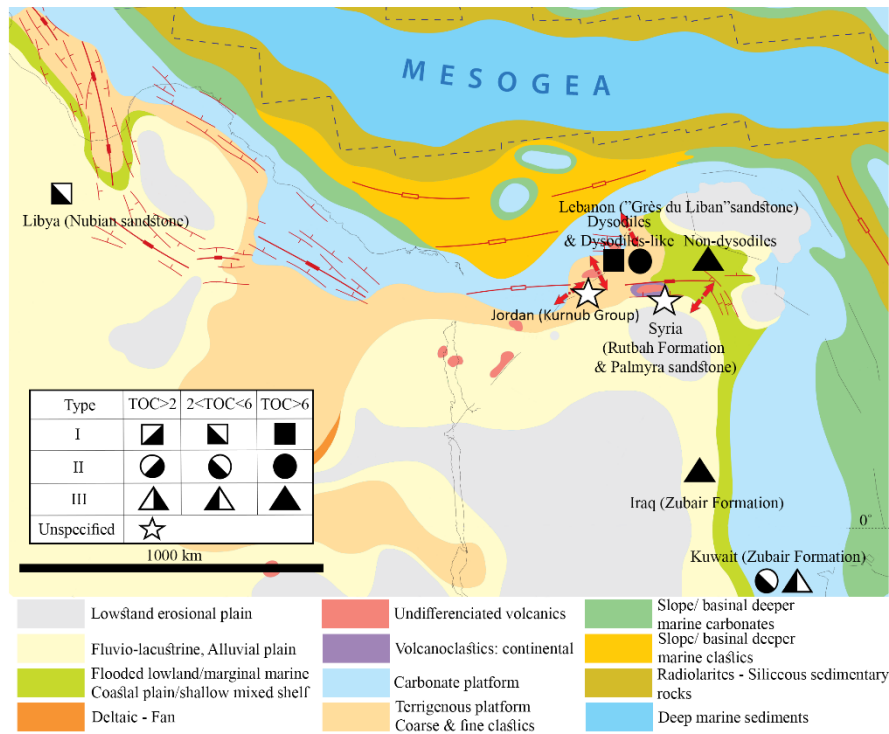 MESOGEA
Libya (Nubian sandstone)
Lebanon ("Grès du Liban"sandstone)
Dysodiles
& Dysodiles-like
Non-dysodiles
Jordan (Kurnub Group)
Syria
(Rutbah Formation
& Palmyra sandstone)
Iraq (Zubair Formation)
0°
Kuwait (Zubair Formation)
Type TOC>2 2<TOC<6 TOC>6
I
II
III
Unspecified
1000 km
Lowstand erosional plain
Fluvio-lacustrine, Alluvial plain
Flooded lowland/marginal marine
Coastal plain/shallow mixed shelf
Deltaic - Fan
Undifferenciated volcanics
Volcanoclastics: continental
Carbonate platform
Terrigenous platform
Coarse & fine clastics
Slope/ basinal deeper
marine carbonates
Slope/ basinal deeper
marine clastics
Radiolarites - Siliceous sedimentary
rocks
Deep marine sediments